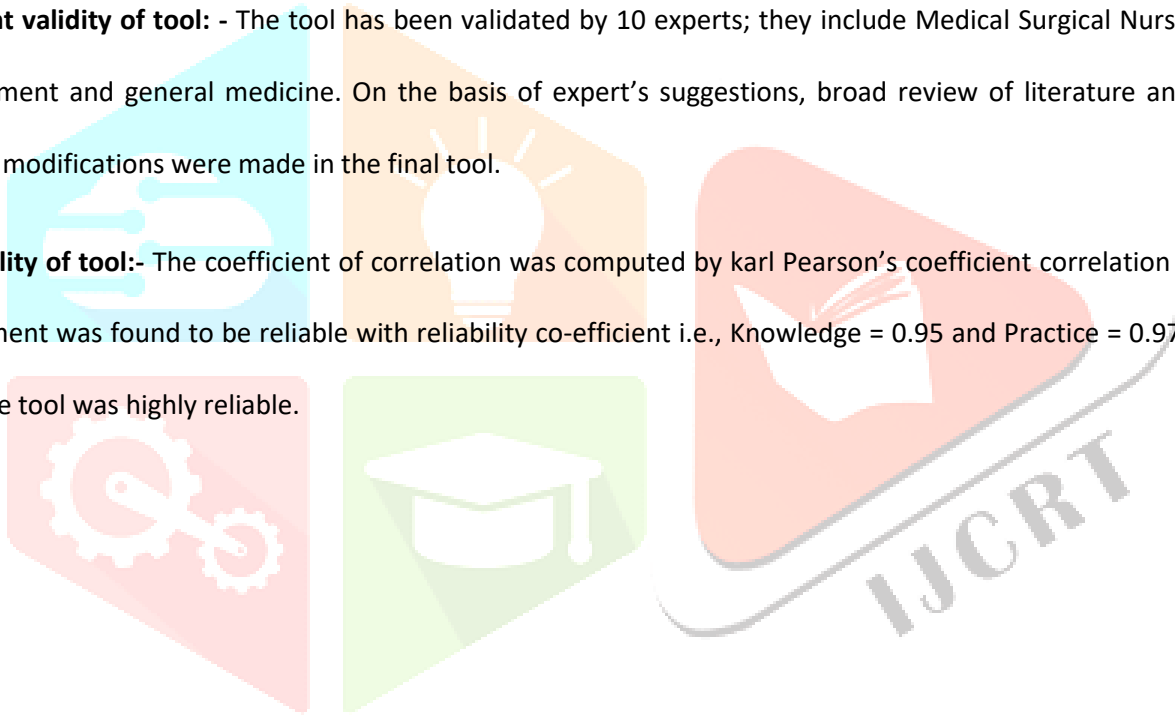 t validity of tool: - The tool has been validated by 10 experts; they include Medical Surgical Nurs
ment and general medicine. On the basis of expert's suggestions, broad review of literature an
modifications were made in the final tool.
lity of tool:- The coefficient of correlation was computed by karl Pearson's coefficient correlation
ment was found to be reliable with reliability co-efficient i.e., Knowledge = 0.95 and Practice = 0.97
e tool was highly reliable.
IJCRT